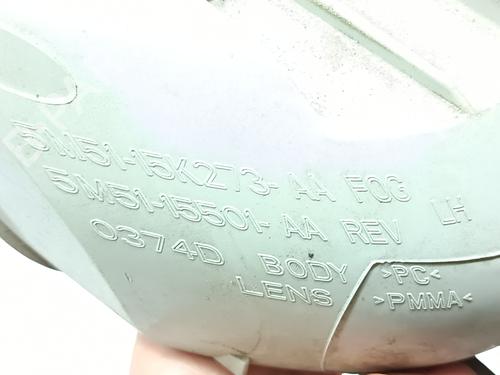 5M51-15K273-AA FOG
5M51-15501-AA REV LH
0374D BODY >PC<
LENS >PMMA<